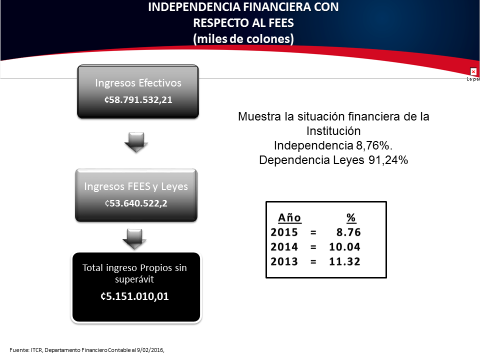 INDEPENDENCIA FINANCIERA CON
RESPECTO AL FEES
(miles de colones)
Ingresos Efectivos
¢58.791.532,21
Muestra la situación financiera de la
Institución
Independencia 8,76%.
Dependencia Leyes 91,24%
Ingresos FEES y Leyes
¢53.640.522,2
Total ingreso Propios sin
superávit
¢5.151.010,01
Año %
2015 = 8.76
2014 = 10.04
2013 = 11.32
Fuente: ITCR, Departamento Financiero Contable al 9/02/2016,